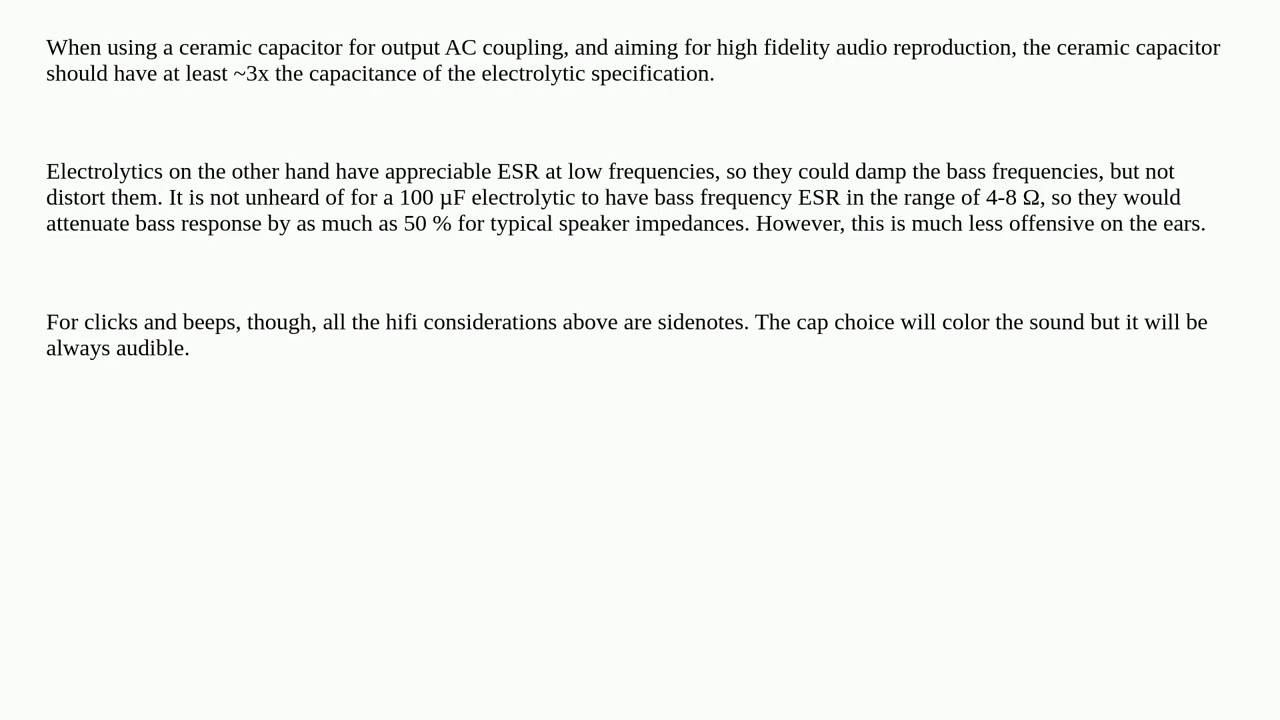 When using a ceramic capacitor for output AC coupling, and aiming for high fidelity audio reproduction, the ceramic capacitor
should have at least ~3x the capacitance of the electrolytic specification.
Electrolytics on the other hand have appreciable ESR at low frequencies, so they could damp the bass frequencies, but not
distort them. It is not unheard of for a 100 µF electrolytic to have bass frequency ESR in the range of 4-8 Ω, so they would
attenuate bass response by as much as 50 % for typical speaker impedances. However, this is much less offensive on the ears.
For clicks and beeps, though, all the hifi considerations above are sidenotes. The cap choice will color the sound but it will be
always audible.